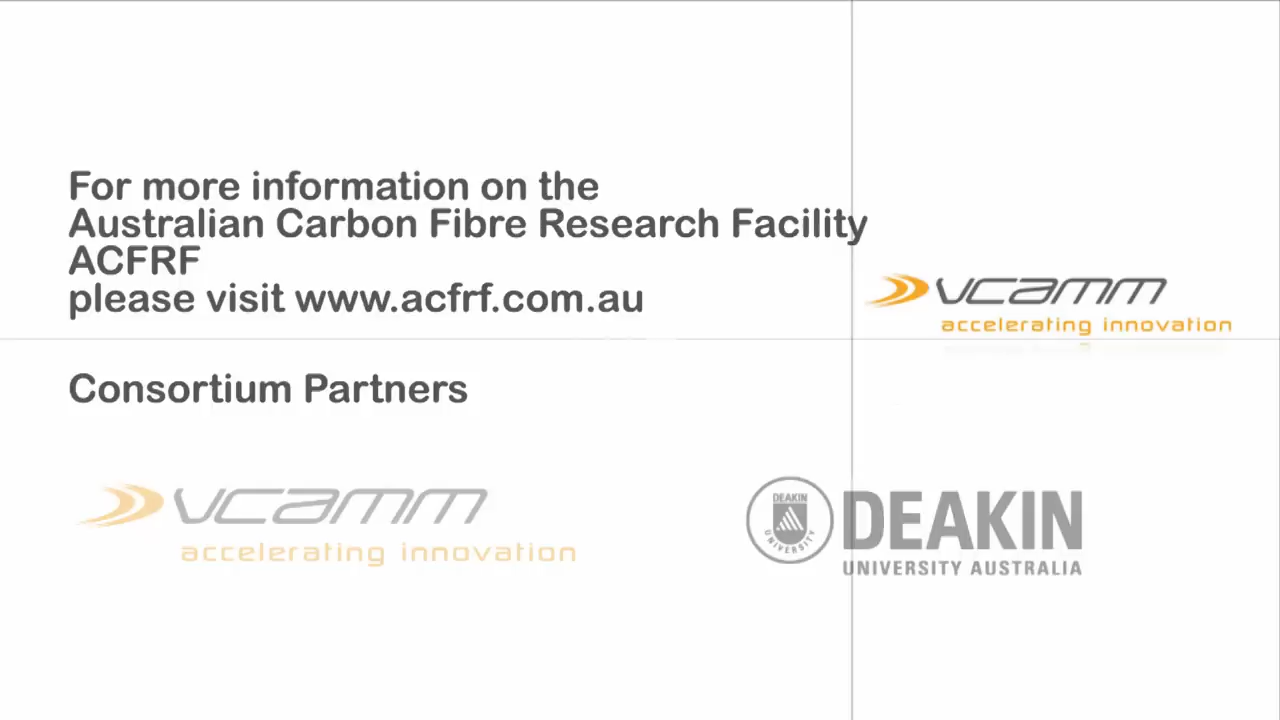 For more information on the
Australian Carbon Fibre Research Facility
ACFRF
please visit www.acfrf.com.au
vcamm
accelerating innovation
Consortium Partners
vcamm
accelerating innovation
DEAKIN
UNIVERSITY
DEAKIN
UNIVERSITY AUSTRALIA